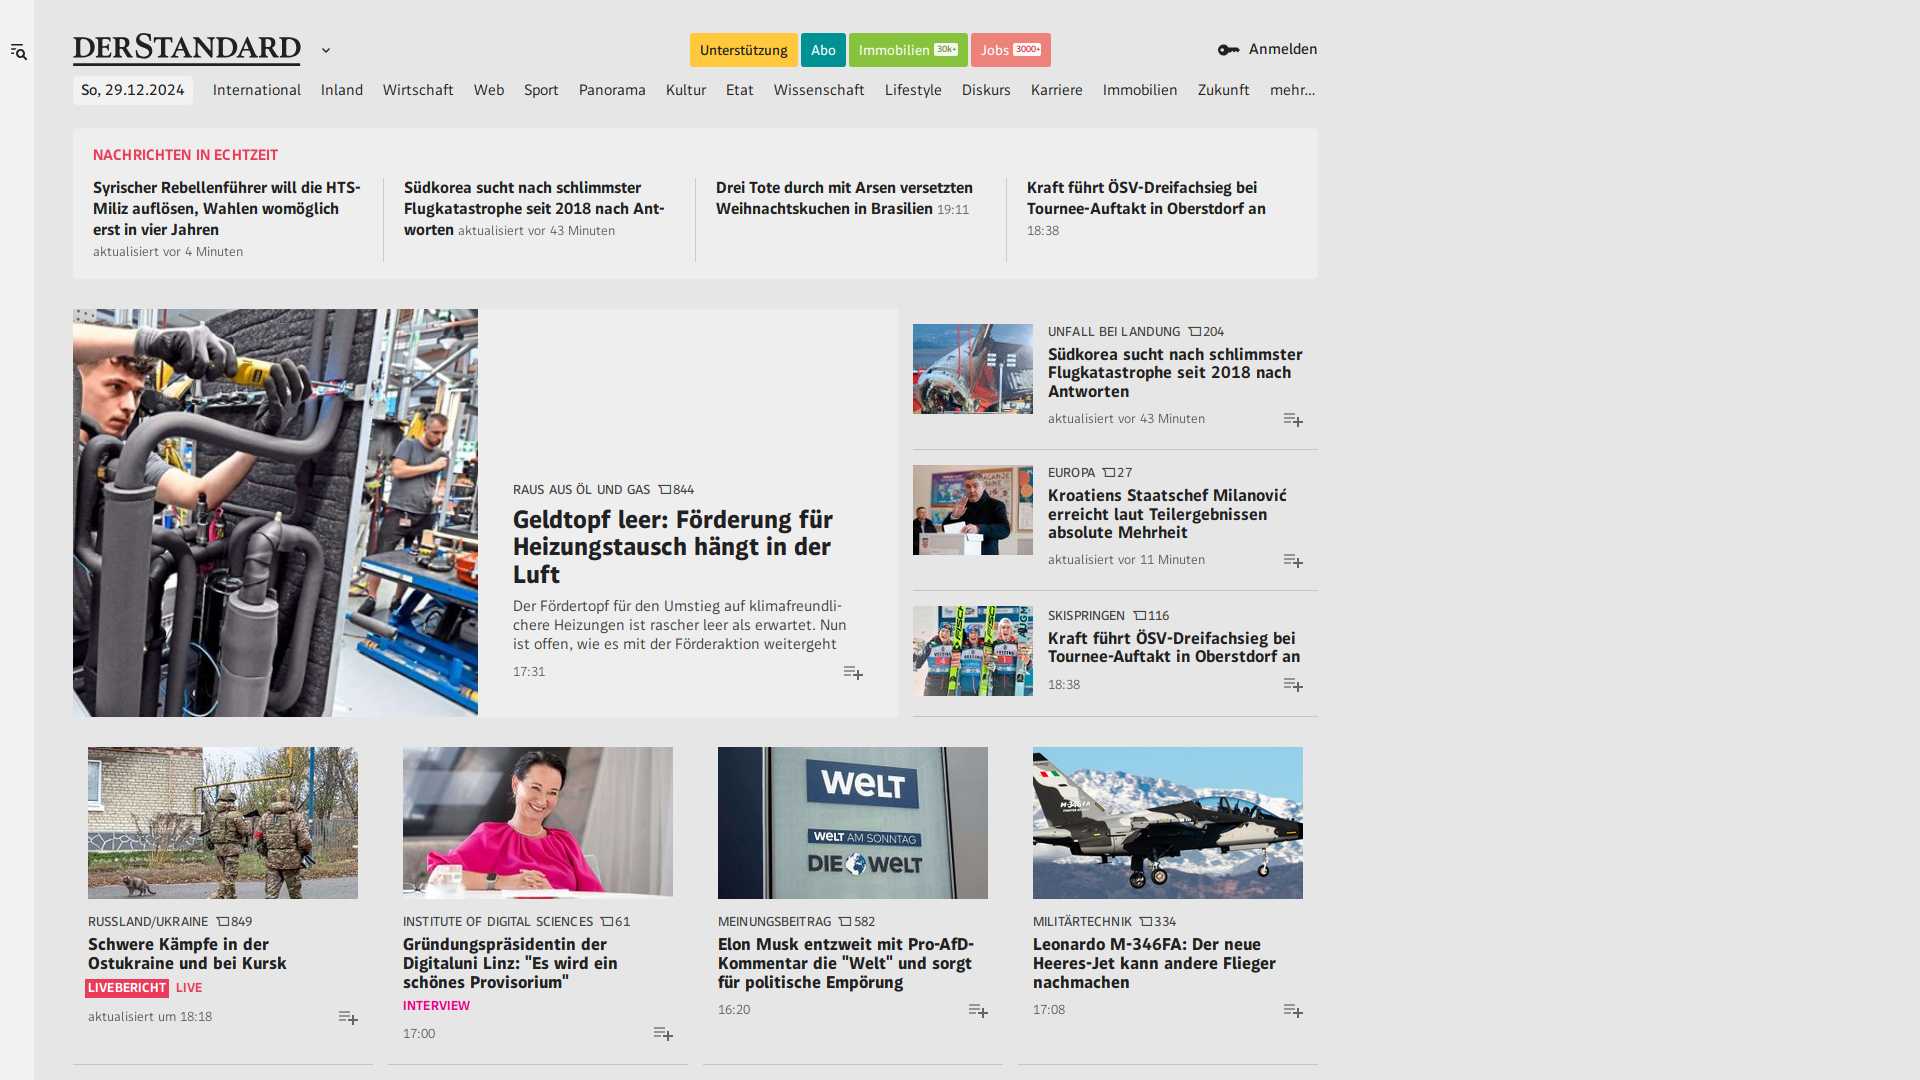 DERSTANDARD
Unterstützung
Abo
Immobilien 30k+
Jobs 3000+
Anmelden
So, 29.12.2024
International
Inland
Wirtschaft
Web
Sport
Panorama
Kultur
Etat
Wissenschaft
Lifestyle
Diskurs
Karriere
Immobilien
Zukunft
mehr...
NACHRICHTEN IN ECHTZEIT
Syrischer Rebellenführer will die HTS-
Miliz auflösen, Wahlen womöglich
erst in vier Jahren
aktualisiert vor 4 Minuten
Südkorea sucht nach schlimmster
Flugkatastrophe seit 2018 nach Ant-
worten aktualisiert vor 43 Minuten
Drei Tote durch mit Arsen versetzten
Weihnachtskuchen in Brasilien 19:11
Kraft führt ÖSV-Dreifachsieg bei
Tournee-Auftakt in Oberstdorf an
18:38
RAUS AUS ÖL UND GAS 844
Geldtopf leer: Förderung für
Heizungstausch hängt in der
Luft
Der Fördertopf für den Umstieg auf klimafreundli-
chere Heizungen ist rascher leer als erwartet. Nun
ist offen, wie es mit der Förderaktion weitergeht
17:31
UNFALL BEI LANDUNG 204
Südkorea sucht nach schlimmster
Flugkatastrophe seit 2018 nach
Antworten
aktualisiert vor 43 Minuten
EUROPA 27
Kroatiens Staatschef Milanović
erreicht laut Teilergebnissen
absolute Mehrheit
aktualisiert vor 11 Minuten
SKISPRINGEN 116
Kraft führt ÖSV-Dreifachsieg bei
Tournee-Auftakt in Oberstdorf an
18:38
RUSSLAND/UKRAINE 849
Schwere Kämpfe in der
Ostukraine und bei Kursk
LIVEBERICHT LIVE
aktualisiert um 18:18
INSTITUTE OF DIGITAL SCIENCES 61
Gründungspräsidentin der
Digitaluni Linz: "Es wird ein
schönes Provisorium"
INTERVIEW
17:00
WELT
WELT AM SONNTAG
DIE WELT
MEINUNGSBEITRAG 582
Elon Musk entzweit mit Pro-AfD-
Kommentar die "Welt" und sorgt
für politische Empörung
16:20
M-346FA
MILITÄRTECHNIK 334
Leonardo M-346FA: Der neue
Heeres-Jet kann andere Flieger
nachmachen
17:08